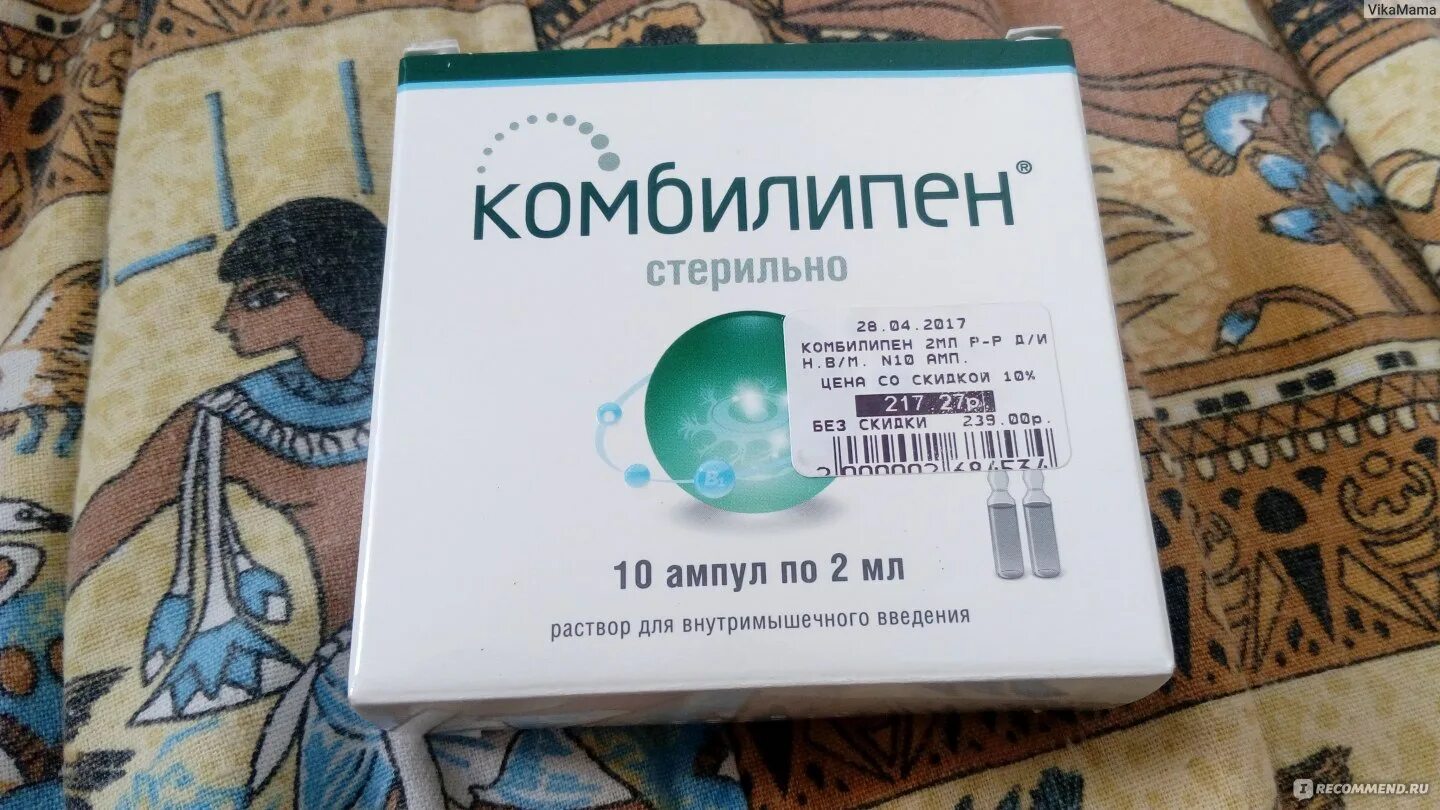 VikaMama
комбилипен®
стерильно
28.04.2017
КОМБИЛИПЕН 2МЛ Р-Р Д/И
Н.В/М. N10 АМП.
ЦЕНА СО СКИДКОЙ 10%
217 27р
БЕЗ СКИДКИ 239.00р.
B1
10 ампул по 2 мл
раствор для внутримышечного введения
IRECOMMEND.RU